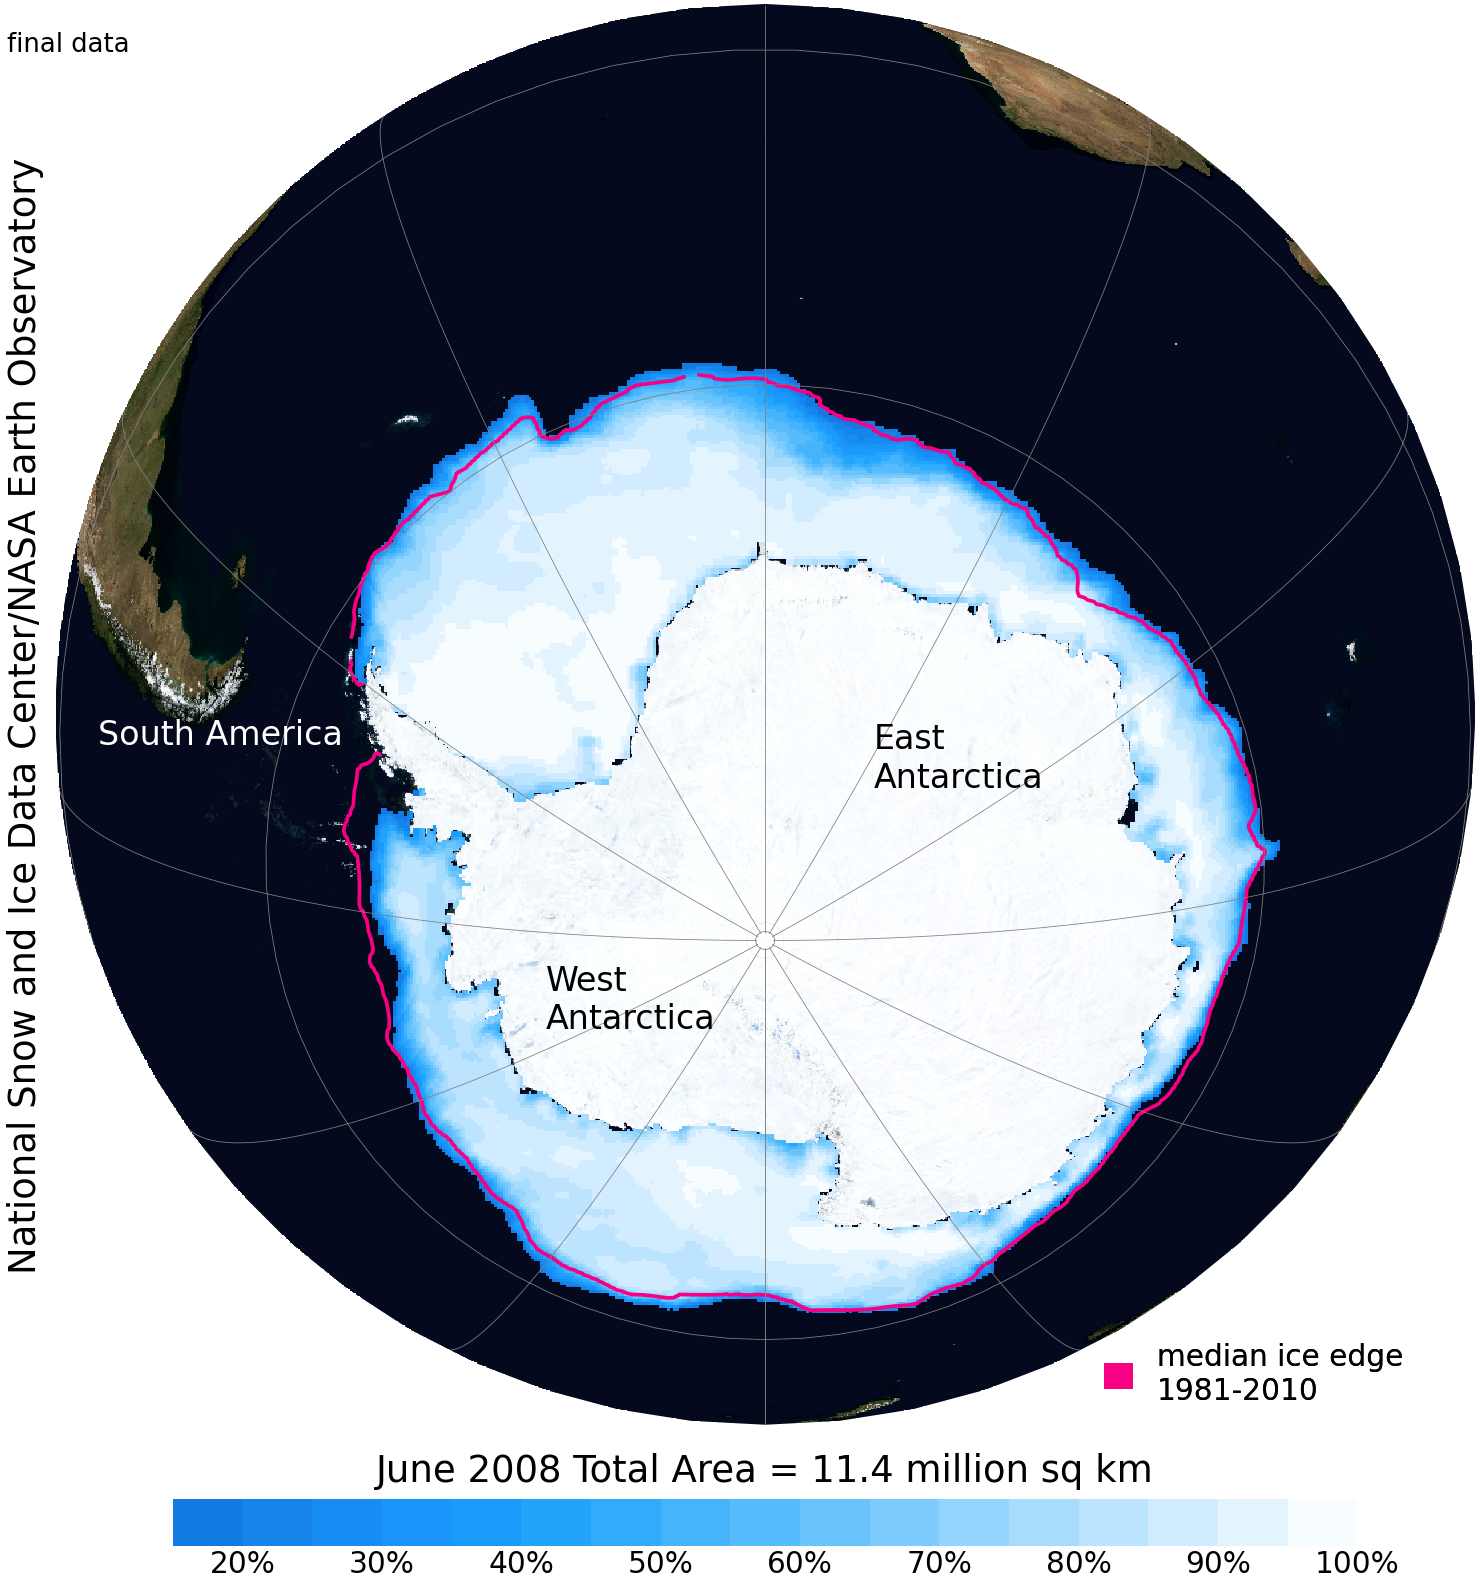 final data
National Snow and Ice Data Center/NASA Earth Observatory
South America
East
Antarctica
West
Antarctica
median ice edge
1981-2010
June 2008 Total Area = 11.4 million sq km
20% 30% 40% 50% 60% 70% 80% 90% 100%